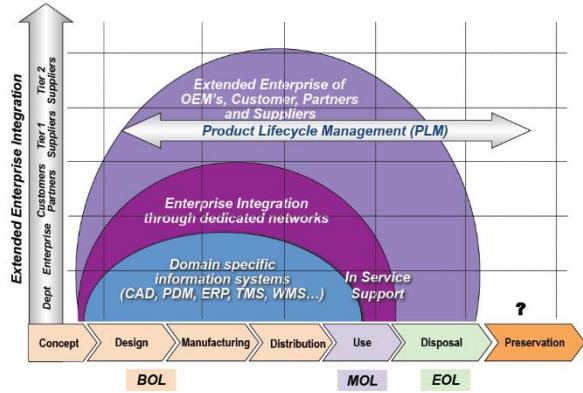 Extended Enterprise Integration
Tier 2
Suppliers
Tier 1
Suppliers
Customers
Partners
Enterprise
Dept
Extended Enterprise of
OEM's, Customer, Partners
and Suppliers
Product Lifecycle Management (PLM)
Enterprise Integration
through dedicated networks
Domain specific
information systems
(CAD, PDM, ERP, TMS, WMS...)
In Service
Support
?
Concept
Design
Manufacturing
Distribution
Use
Disposal
Preservation
BOL
MOL
EOL